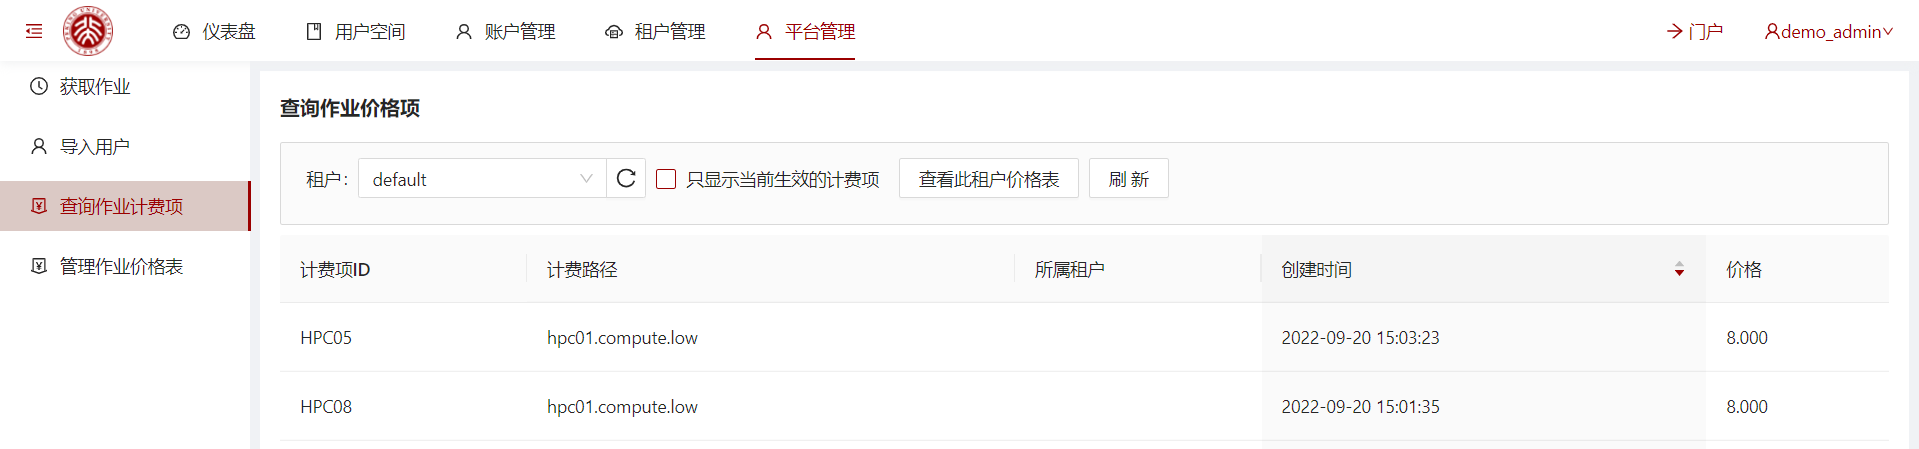 仪表盘 用户空间 账户管理 租户管理 平台管理 门户 demo_admin
获取作业
导入用户
查询作业计费项
管理作业价格表
查询作业价格项
租户: default 只显示当前生效的计费项 查看此租户价格表 刷 新
计费项ID 计费路径 所属租户 创建时间 价格
HPC05 hpc01.compute.low 2022-09-20 15:03:23 8.000
HPC08 hpc01.compute.low 2022-09-20 15:01:35 8.000